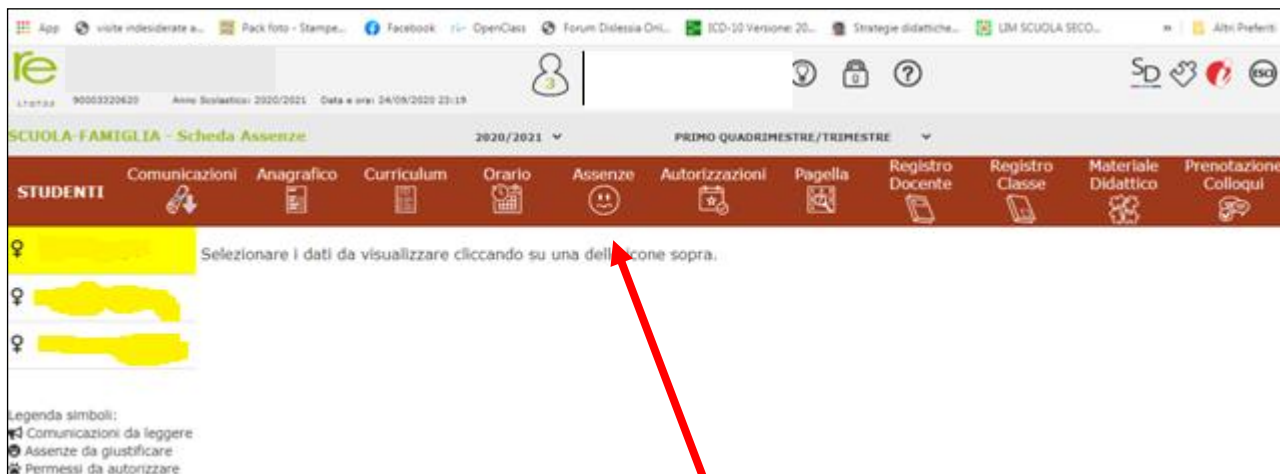 App visite indesiderate a... Pack foto - Stampe... Facebook OpenClass Forum Dislessia Onl... ICD-10 Versione: 20... Strategie didattiche... LIM SCUOLA SECO... » Altri Preferiti
re
90003320620 Anno Scolastico: 2020/2021 Data e ora: 24/09/2020 23:19
3
SD
ESCI
SCUOLA-FAMIGLIA - Scheda Assenze 2020/2021 PRIMO QUADRIMESTRE/TRIMESTRE
STUDENTI Comunicazioni Anagrafico Curriculum Orario Assenze Autorizzazioni Pagella Registro Docente Registro Classe Materiale Didattico Prenotazione Colloqui
Selezionare i dati da visualizzare cliccando su una delle icone sopra.
Legenda simboli:
Comunicazioni da leggere
Assenze da giustificare
Permessi da autorizzare